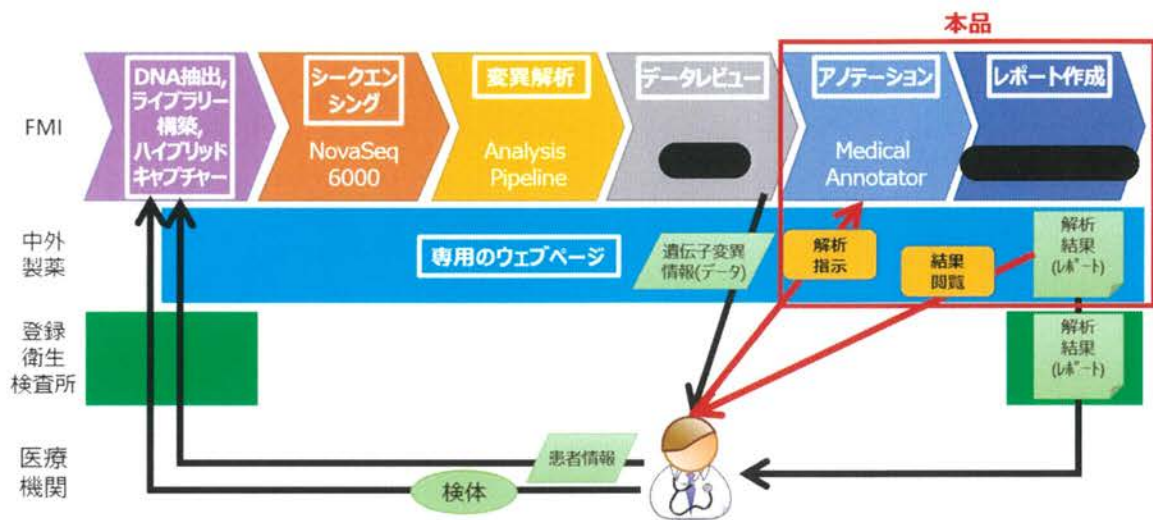 本品
FMI
DNA抽出,
ライブラリー
構築,
ハイブリッド
キャプチャー
シークエン
シング
NovaSeq
6000
変異解析
Analysis
Pipeline
データレビュー
アノテーション
Medical
Annotator
レポート作成
中外
製薬
専用のウェブページ
遺伝子変異
情報(データ)
解析
指示
結果
閲覧
解析
結果
(ﾚﾎﾟｰﾄ)
登録
衛生
検査所
解析
結果
(ﾚﾎﾟｰﾄ)
医療
機関
患者情報
検体